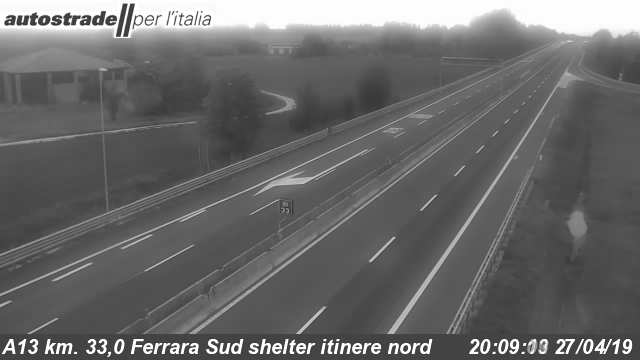 autostrade//per l'italia
33
A13 km. 33,0 Ferrara Sud shelter itinere nord 27/04/19